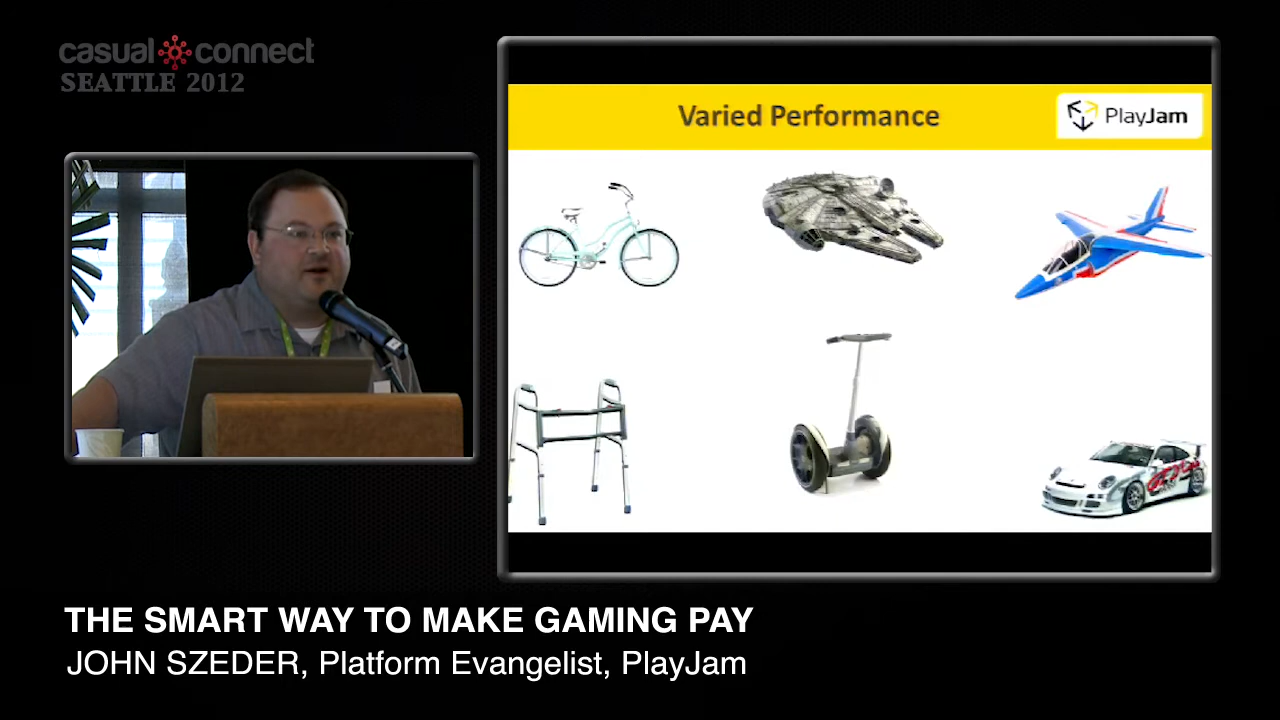 casual connect
SEATTLE 2012
Varied Performance
PlayJam
THE SMART WAY TO MAKE GAMING PAY
JOHN SZEDER, Platform Evangelist, PlayJam